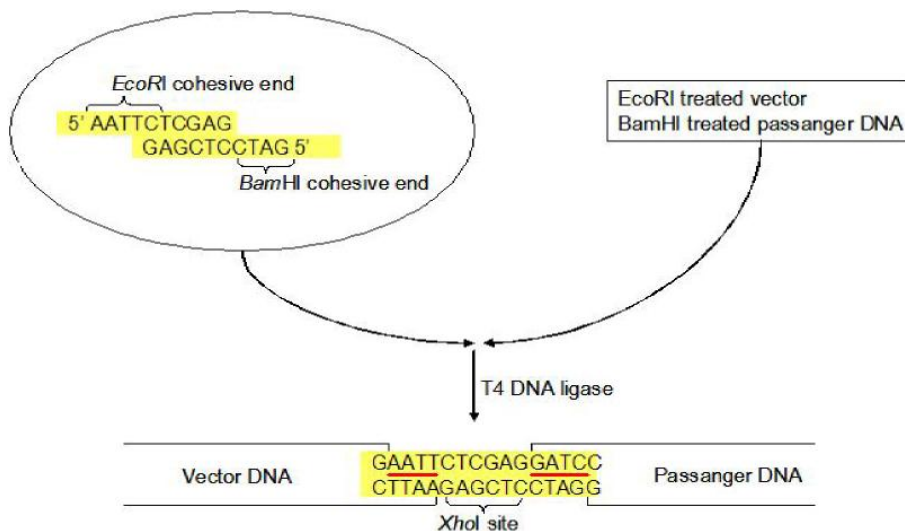 EcoRI cohesive end
5' AATTCTCGAG
GAGCTCCTAG 5'
BamHI cohesive end
EcoRI treated vector
BamHI treated passanger DNA
T4 DNA ligase
Vector DNA
GAATTCTCGAGGATCC
CTTAAGAGCTCCTAGG
Passanger DNA
XhoI site